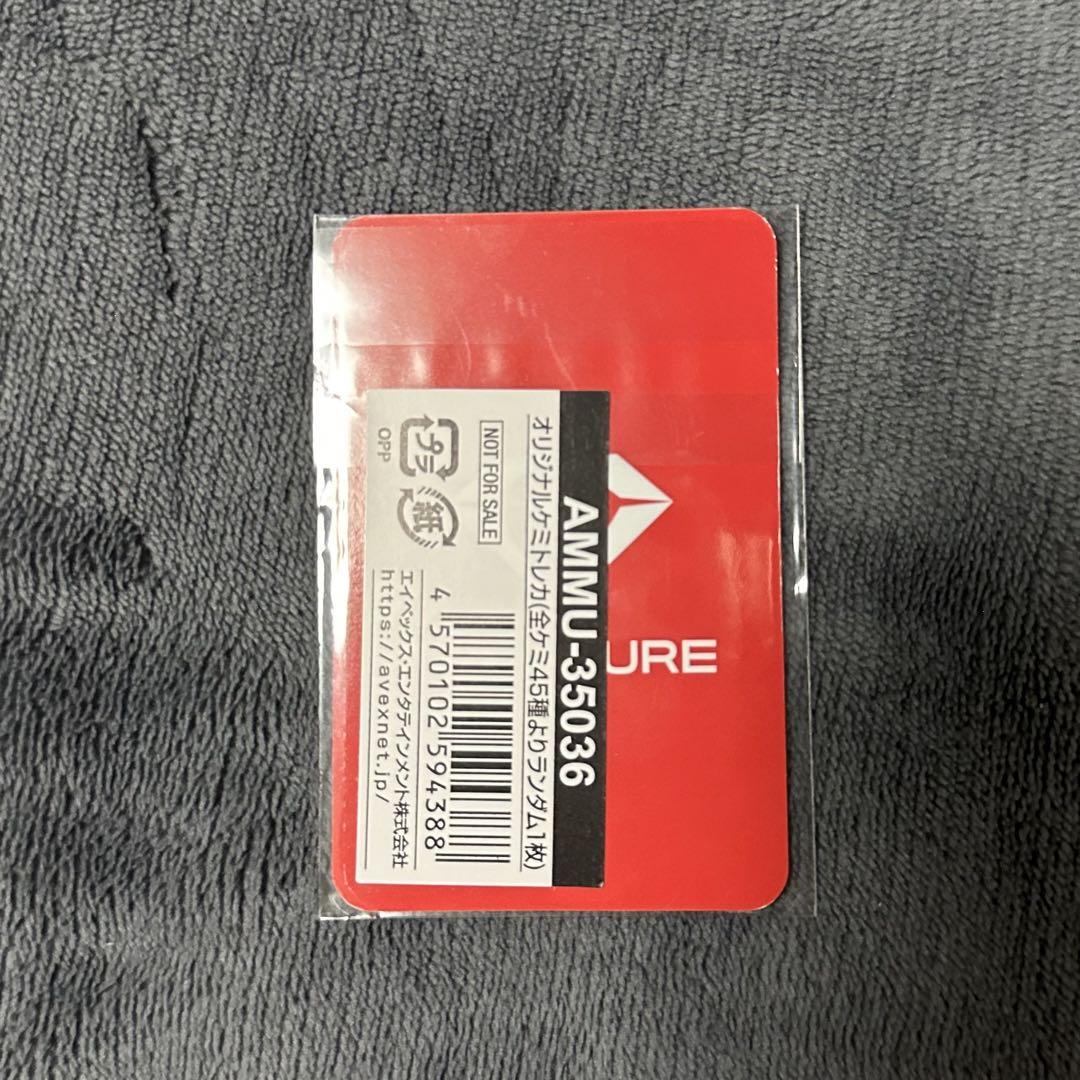 AMMU-35036
オリジナルケミトレカ(全ケミ45種よりランダム1枚)
NOT FOR SALE
プラ
紙
OPP
4 570102 594388
エイベックス・エンタテインメント株式会社
https://avexnet.jp/
URE